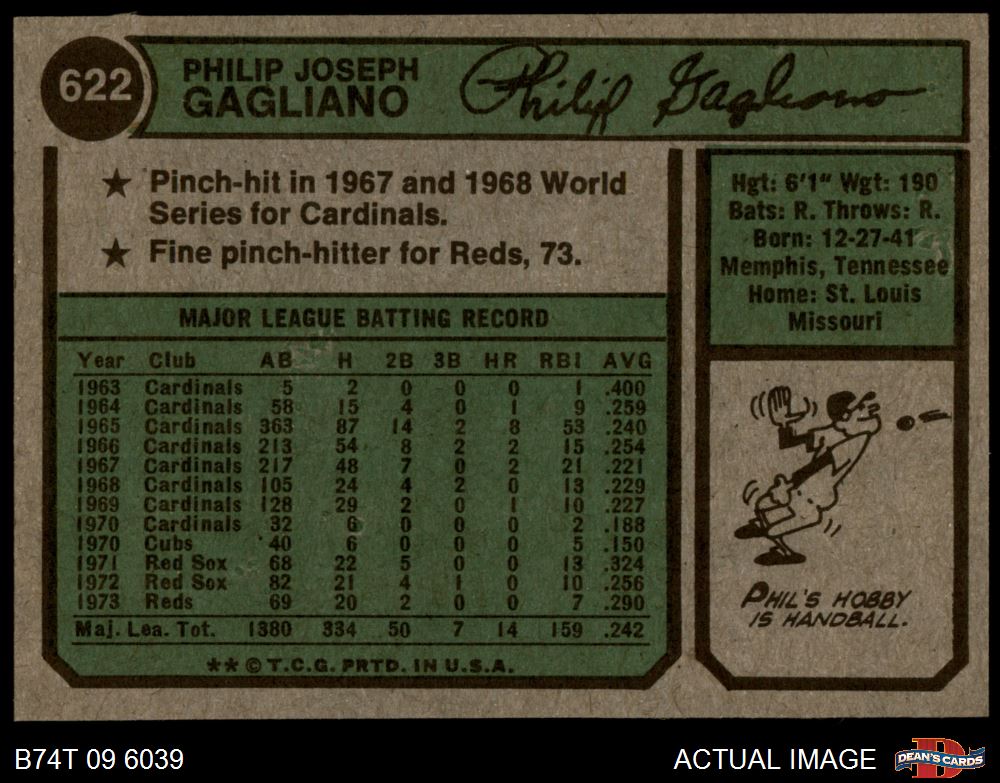 622
PHILIP JOSEPH
GAGLIANO
Philip Gagliano
★ Pinch-hit in 1967 and 1968 World
Series for Cardinals.
★ Fine pinch-hitter for Reds, 73.
MAJOR LEAGUE BATTING RECORD
Year Club AB H 2B 3B HR RBI AVG
1963 Cardinals 5 2 0 0 0 1 .400
1964 Cardinals 58 15 4 0 1 9 .259
1965 Cardinals 363 87 14 2 8 53 .240
1966 Cardinals 213 54 8 2 2 15 .254
1967 Cardinals 217 48 7 0 2 21 .221
1968 Cardinals 105 24 4 2 0 13 .229
1969 Cardinals 128 29 2 0 1 10 .227
1970 Cardinals 32 6 0 0 0 2 .188
1970 Cubs 40 6 0 0 0 5 .150
1971 Red Sox 68 22 5 0 0 13 .324
1972 Red Sox 82 21 4 1 0 10 .256
1973 Reds 69 20 2 0 0 7 .290
Maj. Lea. Tot. 1380 334 50 7 14 159 .242
** © T.C.G. PRTD. IN U.S.A.
Hgt: 6'1" Wgt: 190
Bats: R. Throws: R.
Born: 12-27-41
Memphis, Tennessee
Home: St. Louis
Missouri
PHIL'S HOBBY
IS HANDBALL.
B74T 09 6039
ACTUAL IMAGE
D
DEAN'S CARDS